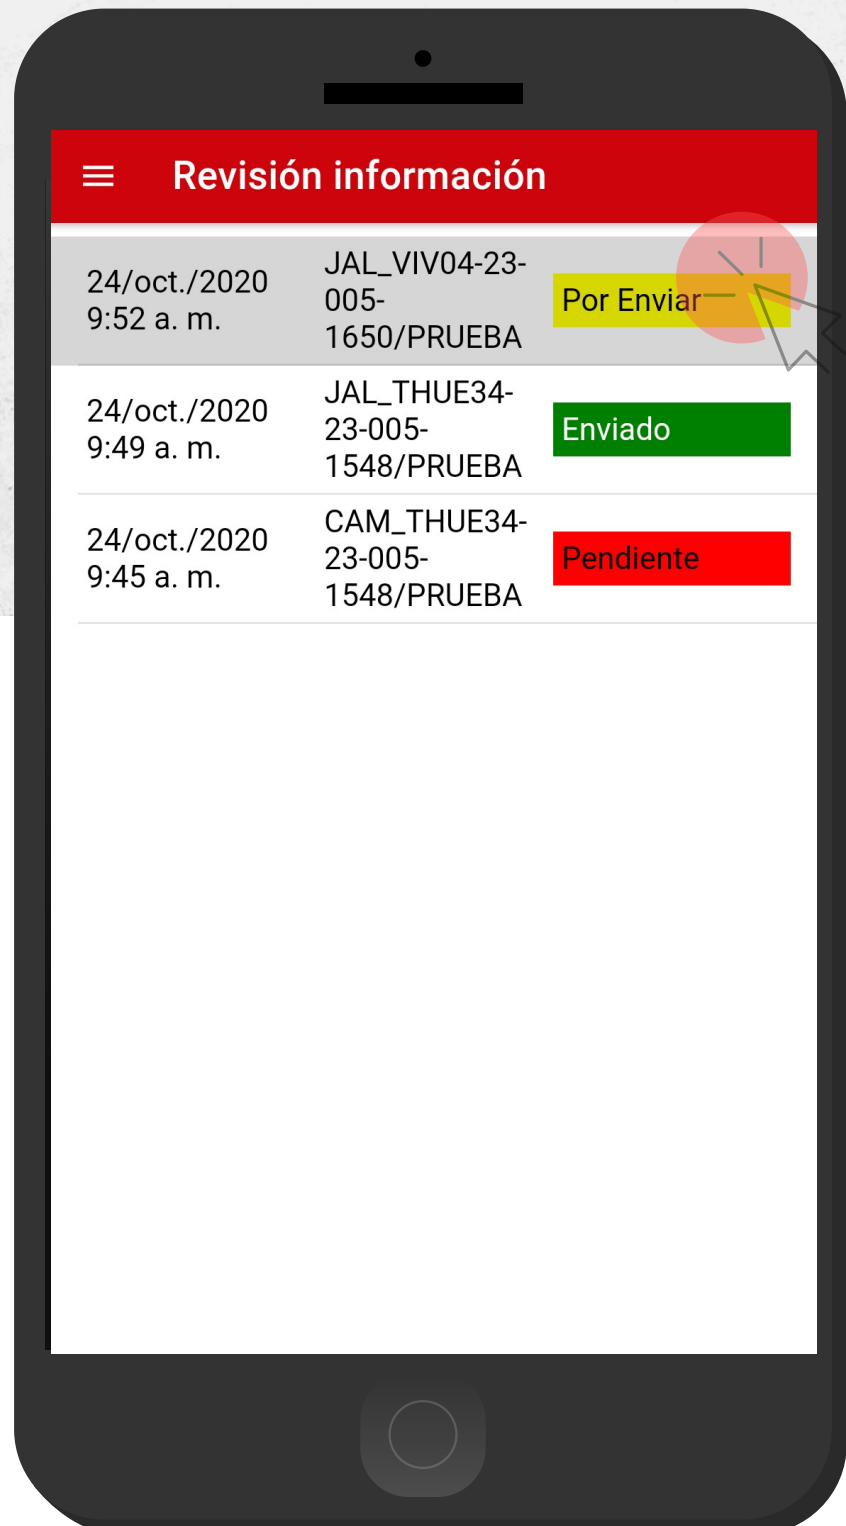 Revisión información
24/oct./2020
9:52 a. m.
JAL_VIV04-23-
005-
1650/PRUEBA
Por Enviar
24/oct./2020
9:49 a. m.
JAL_THUE34-
23-005-
1548/PRUEBA
Enviado
24/oct./2020
9:45 a. m.
CAM_THUE34-
23-005-
1548/PRUEBA
Pendiente